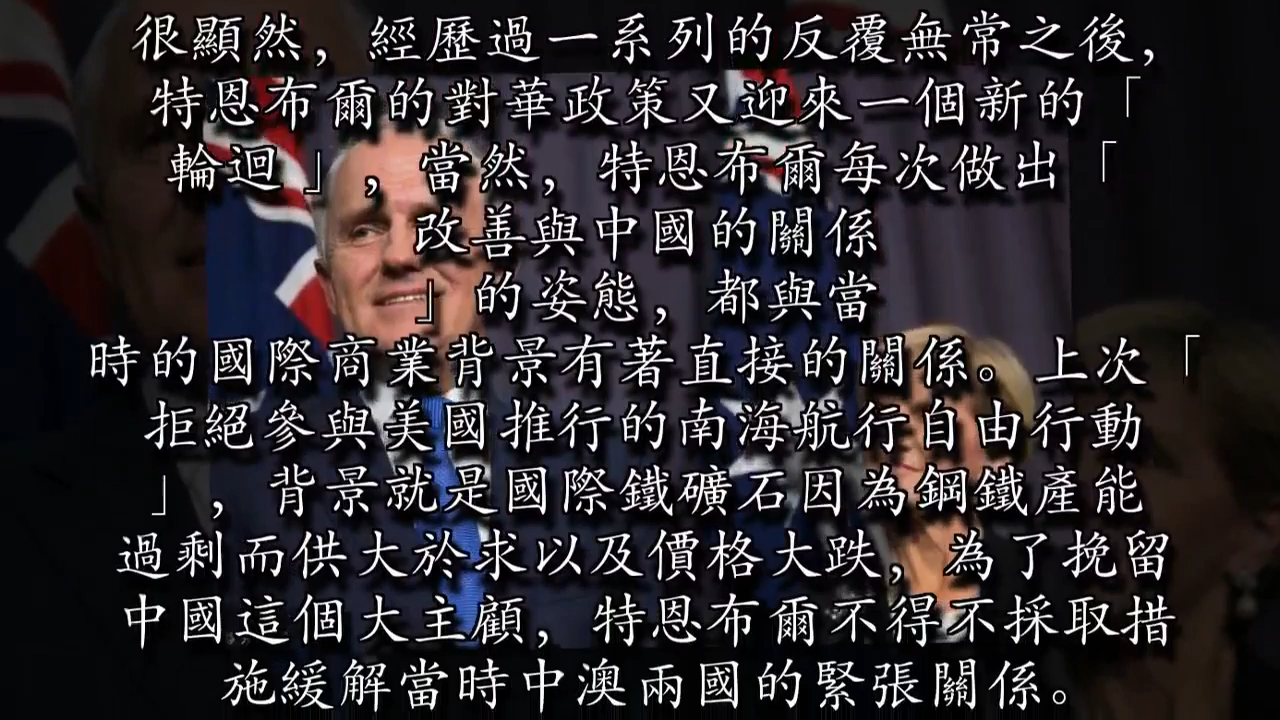 很顯然，經歷過一系列的反覆無常之後，
特恩布爾的對華政策又迎來一個新的「
輪迴」，當然，特恩布爾每次做出「
改善與中國的關係
」的姿態，都與當
時的國際商業背景有著直接的關係。上次「
拒絕參與美國推行的南海航行自由行動
」，背景就是國際鐵礦石因為鋼鐵產能
過剩而供大於求以及價格大跌，為了挽留
中國這個大主顧，特恩布爾不得不採取措
施緩解當時中澳兩國的緊張關係。